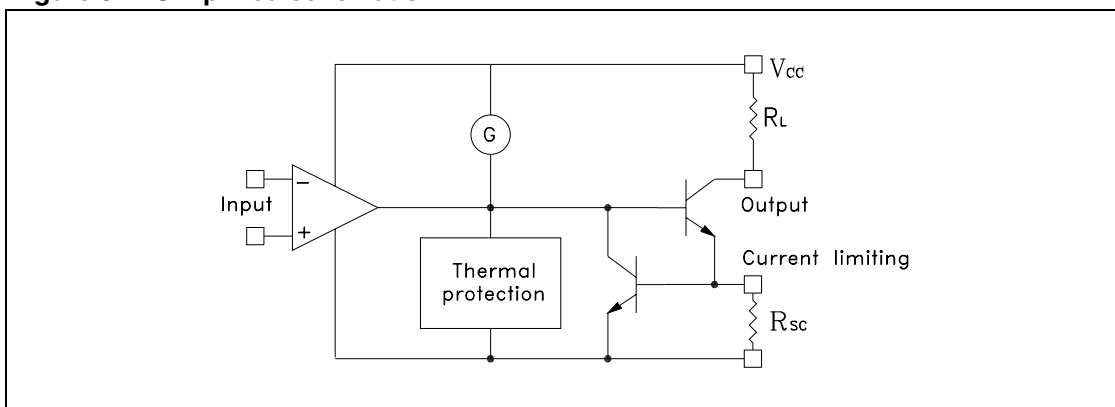 Vcc
RL
G
−
Input
+
Output
Thermal
protection
Current limiting
Rsc